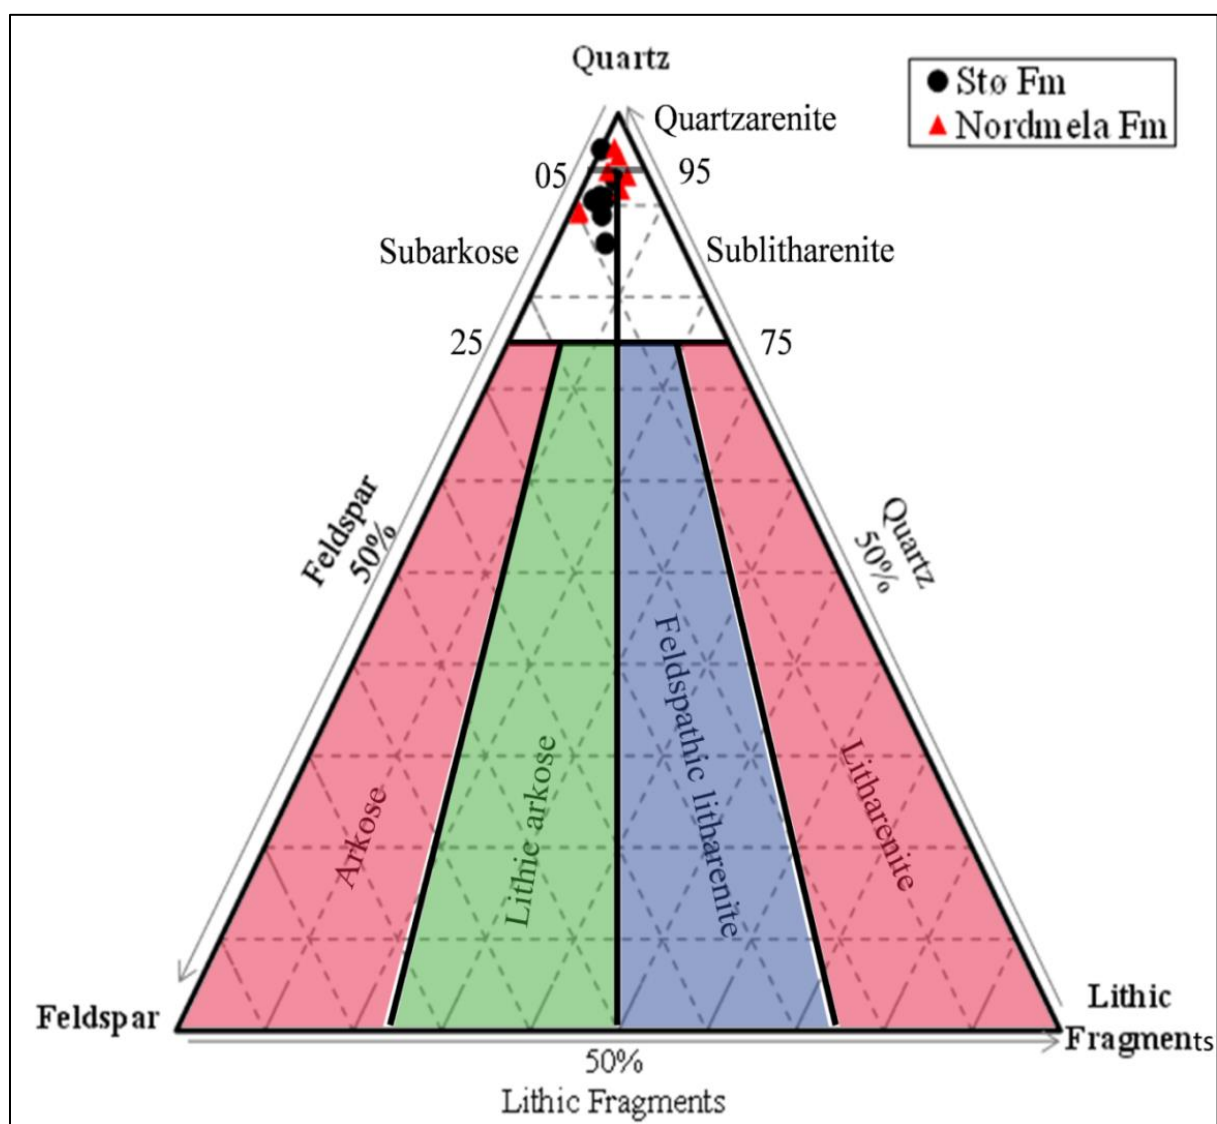 Quartz
Stø Fm
Nordmela Fm
Quartzarenite
05
95
Subarkose
Sublitharenite
25
75
Feldspar
50%
Quartz
50%
Arkose
Lithic arkose
Feldspathic litharenite
Litharenite
Feldspar
Lithic
Fragments
50%
Lithic Fragments